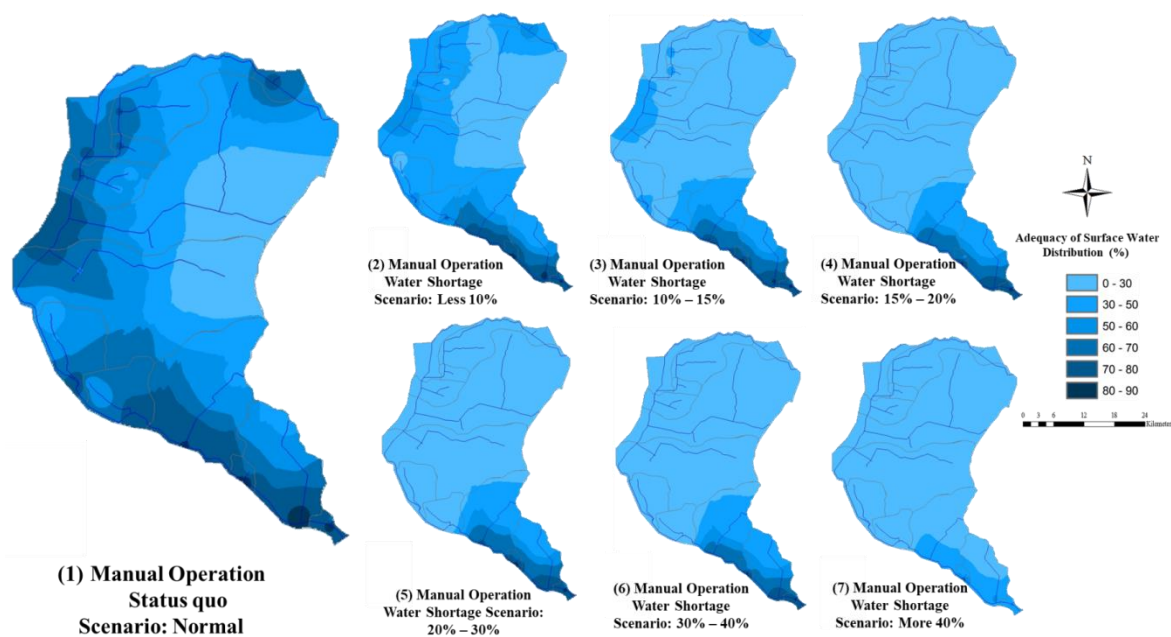 (1) Manual Operation
Status quo
Scenario: Normal
(2) Manual Operation
Water Shortage
Scenario: Less 10%
(3) Manual Operation
Water Shortage
Scenario: 10% – 15%
(4) Manual Operation
Water Shortage
Scenario: 15% – 20%
(5) Manual Operation
Water Shortage Scenario:
20% – 30%
(6) Manual Operation
Water Shortage
Scenario: 30% – 40%
(7) Manual Operation
Water Shortage
Scenario: More 40%
N
Adequacy of Surface Water
Distribution (%)
0 - 30
30 - 50
50 - 60
60 - 70
70 - 80
80 - 90
0 3 6 12 18 24
Kilometer